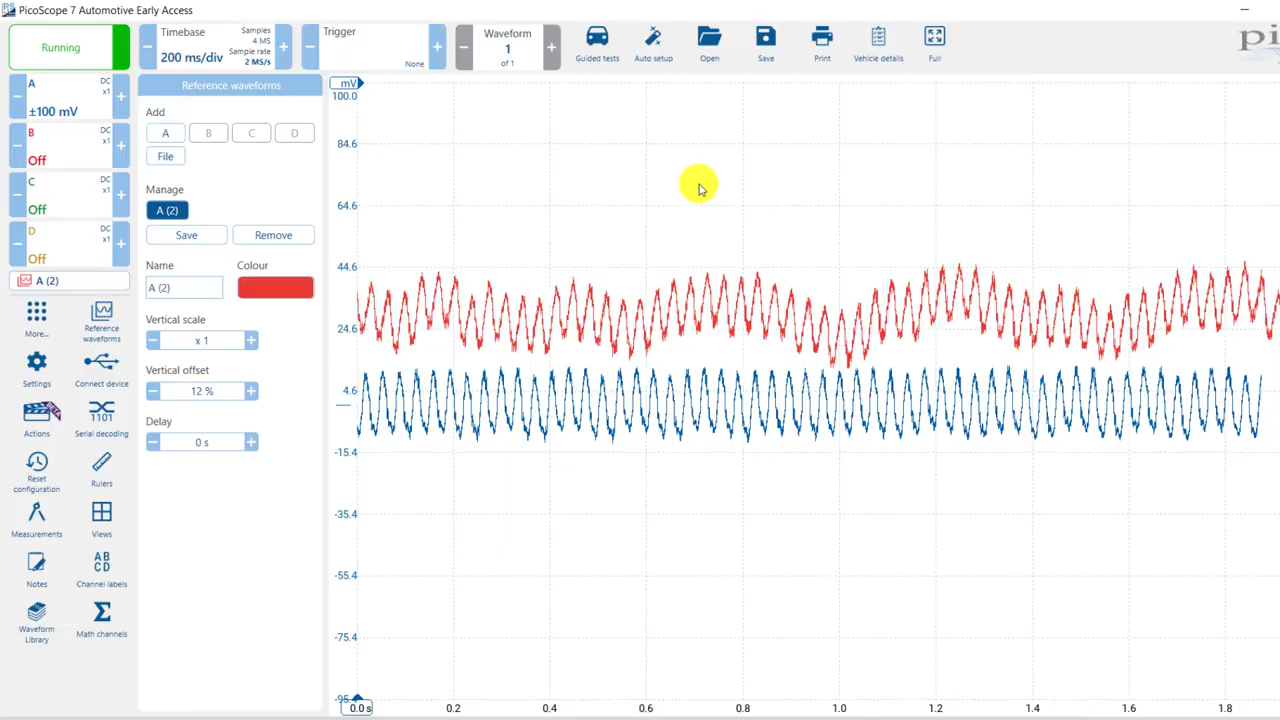 PicoScope 7 Automotive Early Access
Running
Timebase
200 ms/div
Samples
4 MS
Sample rate
2 MS/s
Trigger
None
Waveform
1
of 1
Guided tests
Auto setup
Open
Save
Print
Vehicle details
Full
pi
A
DC
x1
±100 mV
B
DC
x1
Off
C
DC
x1
Off
D
DC
x1
Off
A (2)
More...
Reference
waveforms
Settings
Connect device
Actions
1101
Serial decoding
Reset
configuration
Rulers
Measurements
Views
Notes
AB
CD
Channel labels
Waveform
Library
Math channels
Reference waveforms
Add
A
B
C
D
File
Manage
A (2)
Save
Remove
Name
Colour
A (2)
Vertical scale
x 1
Vertical offset
12 %
Delay
0 s
mV
100.0
84.6
64.6
44.6
24.6
4.6
-15.4
-35.4
-55.4
-75.4
-95.4
0.0 s
0.2
0.4
0.6
0.8
1.0
1.2
1.4
1.6
1.8